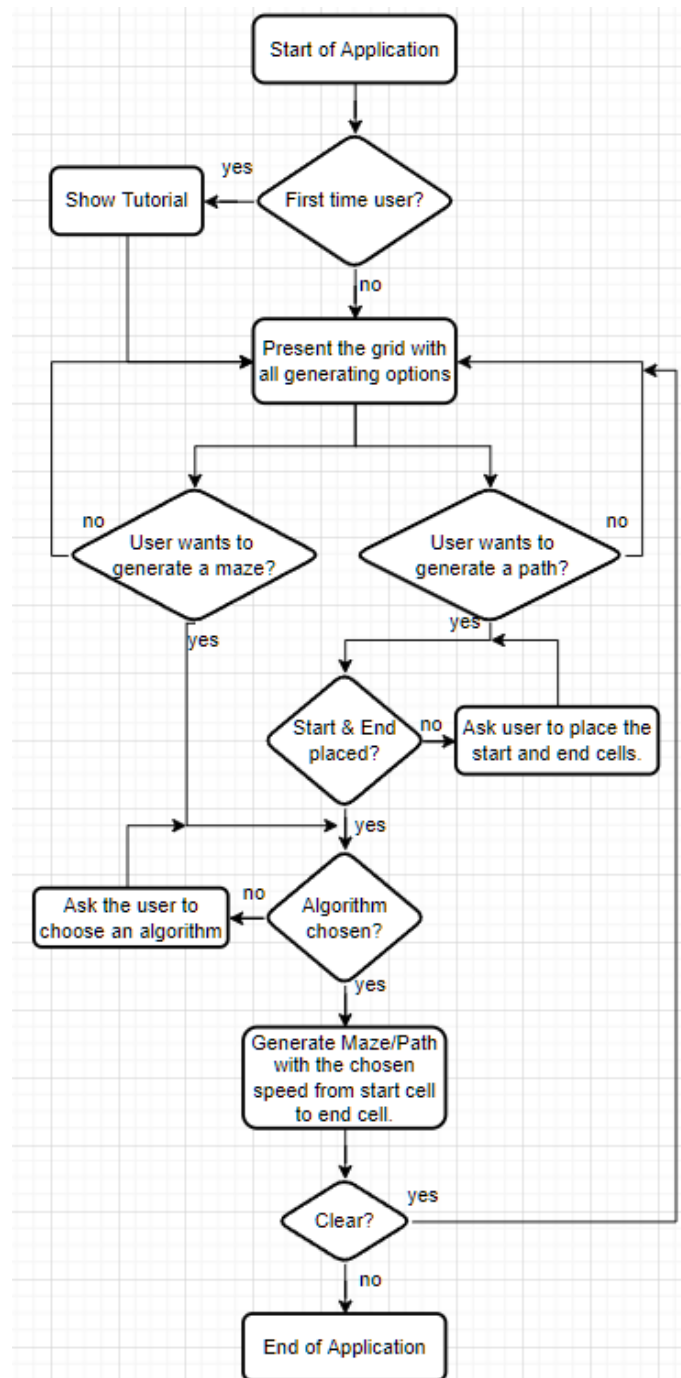 Start of Application
yes
First time user?
Show Tutorial
no
Present the grid with
all generating options
no
User wants to
generate a maze?
User wants to
generate a path?
no
yes
yes
Start & End
placed?
no
Ask user to place the
start and end cells.
yes
Ask the user to
choose an algorithm
no
Algorithm
chosen?
yes
Generate Maze/Path
with the chosen
speed from start cell
to end cell.
Clear?
yes
no
End of Application